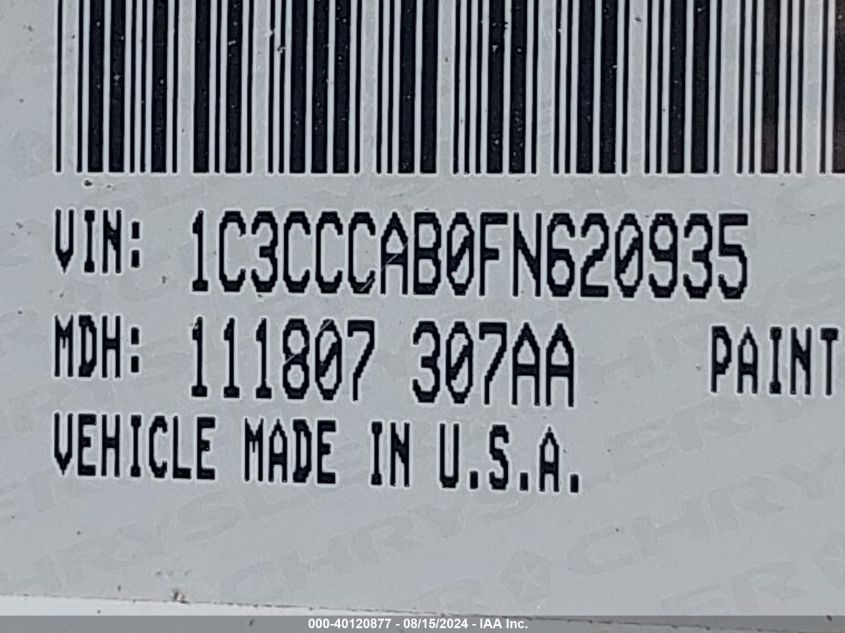 VIN: 1C3CCCAB0FN620935
MDH: 111807 307AA PAINT
VEHICLE MADE IN U.S.A.
000-40120877 - 08/15/2024 - IAA Inc.